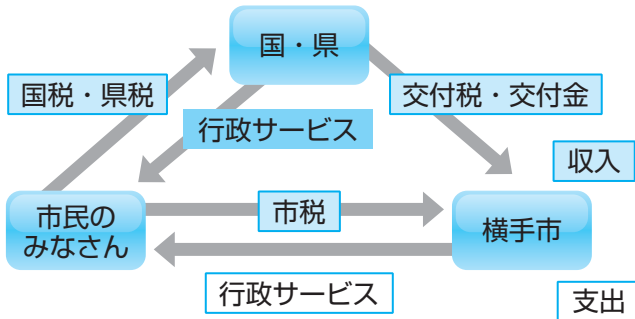 国・県
国税・県税
交付税・交付金
行政サービス
収入
市民の
みなさん
市税
横手市
行政サービス
支出